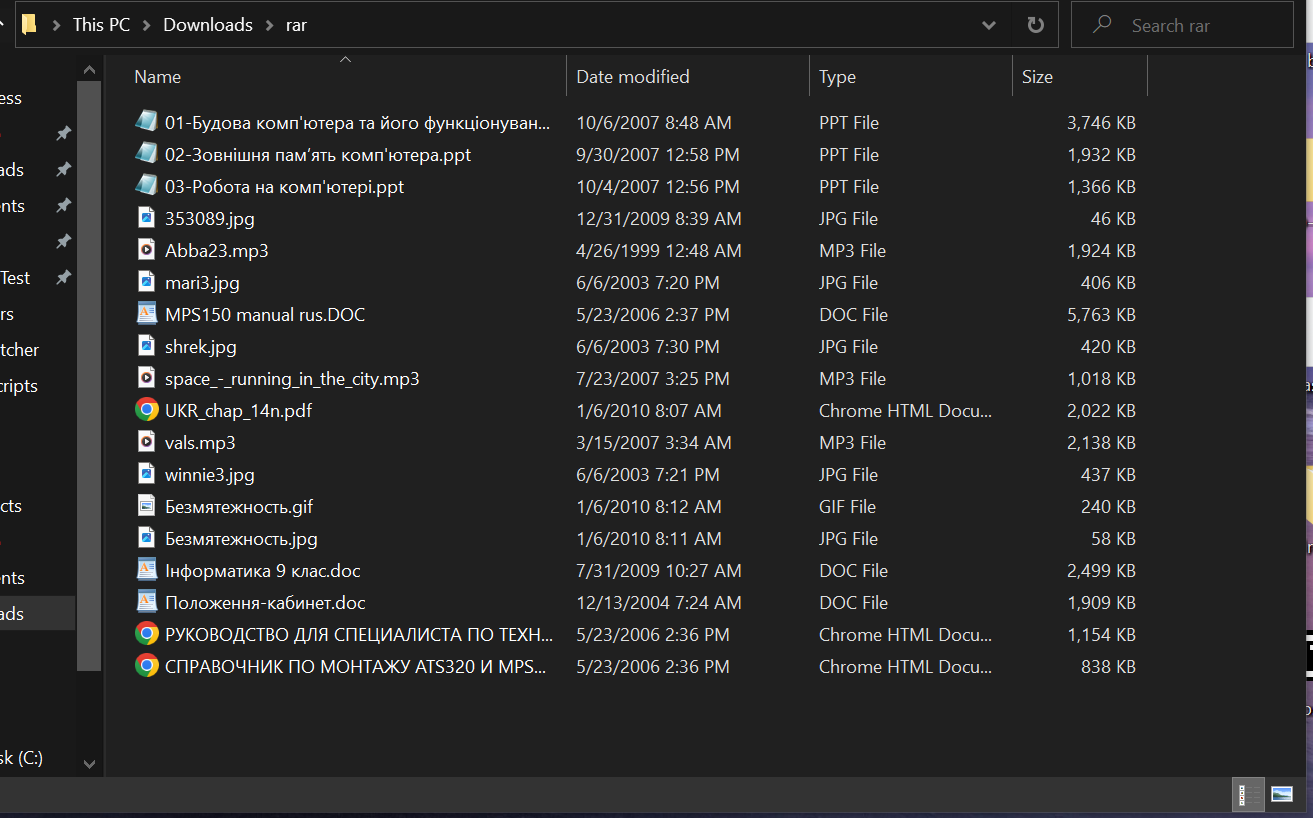 This PC > Downloads > rar
Search rar
Name Date modified Type Size
01-Будова комп'ютера та його функціонуван... 10/6/2007 8:48 AM PPT File 3,746 KB
02-Зовнішня пам’ять комп'ютера.ppt 9/30/2007 12:58 PM PPT File 1,932 KB
03-Робота на комп'ютері.ppt 10/4/2007 12:56 PM PPT File 1,366 KB
353089.jpg 12/31/2009 8:39 AM JPG File 46 KB
Abba23.mp3 4/26/1999 12:48 AM MP3 File 1,924 KB
mari3.jpg 6/6/2003 7:20 PM JPG File 406 KB
MPS150 manual rus.DOC 5/23/2006 2:37 PM DOC File 5,763 KB
shrek.jpg 6/6/2003 7:30 PM JPG File 420 KB
space_-_running_in_the_city.mp3 7/23/2007 3:25 PM MP3 File 1,018 KB
UKR_chap_14n.pdf 1/6/2010 8:07 AM Chrome HTML Docu... 2,022 KB
vals.mp3 3/15/2007 3:34 AM MP3 File 2,138 KB
winnie3.jpg 6/6/2003 7:21 PM JPG File 437 KB
Безмятежность.gif 1/6/2010 8:12 AM GIF File 240 KB
Безмятежность.jpg 1/6/2010 8:11 AM JPG File 58 KB
Інформатика 9 клас.doc 7/31/2009 10:27 AM DOC File 2,499 KB
Положення-кабинет.doc 12/13/2004 7:24 AM DOC File 1,909 KB
РУКОВОДСТВО ДЛЯ СПЕЦИАЛИСТА ПО ТЕХН... 5/23/2006 2:36 PM Chrome HTML Docu... 1,154 KB
СПРАВОЧНИК ПО МОНТАЖУ ATS320 И MPS... 5/23/2006 2:36 PM Chrome HTML Docu... 838 KB
ess
ads
ents
Test
rs
tcher
cripts
cts
ents
ads
sk (C:)